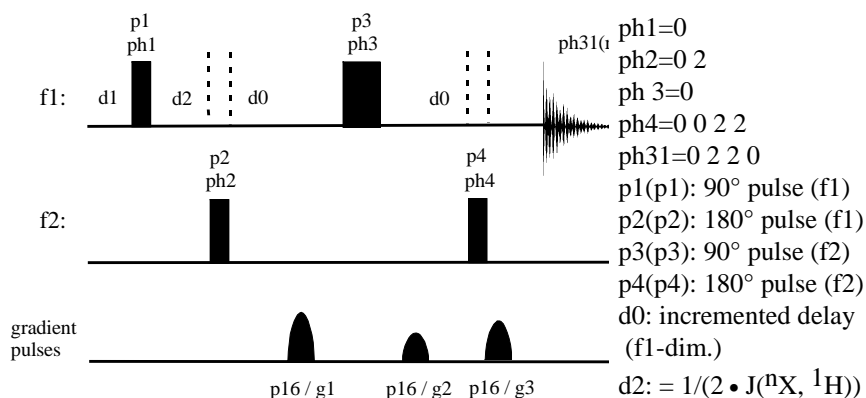 p1
ph1
p3
ph3
ph31(r
f1:
d1
d2
d0
d0
p2
ph2
p4
ph4
f2:
gradient
pulses
p16 / g1
p16 / g2
p16 / g3
ph1=0
ph2=0 2
ph 3=0
ph4=0 0 2 2
ph31=0 2 2 0
p1(p1): 90° pulse (f1)
p2(p2): 180° pulse (f1)
p3(p3): 90° pulse (f2)
p4(p4): 180° pulse (f2)
d0: incremented delay
(f1-dim.)
d2: = 1/(2 • J(ⁿX, ¹H))